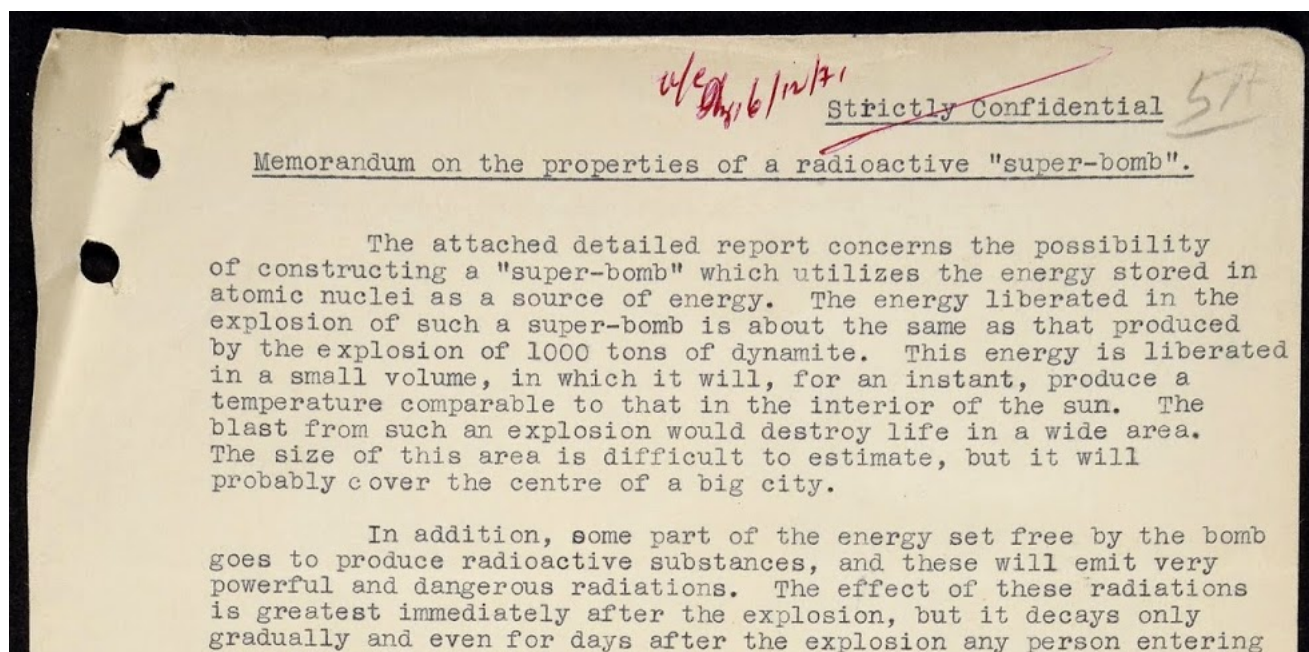 6/12/71
Strictly Confidential
Memorandum on the properties of a radioactive "super-bomb".
The attached detailed report concerns the possibility
of constructing a "super-bomb" which utilizes the energy stored in
atomic nuclei as a source of energy. The energy liberated in the
explosion of such a super-bomb is about the same as that produced
by the explosion of 1000 tons of dynamite. This energy is liberated
in a small volume, in which it will, for an instant, produce a
temperature comparable to that in the interior of the sun. The
blast from such an explosion would destroy life in a wide area.
The size of this area is difficult to estimate, but it will
probably cover the centre of a big city.
In addition, some part of the energy set free by the bomb
goes to produce radioactive substances, and these will emit very
powerful and dangerous radiations. The effect of these radiations
is greatest immediately after the explosion, but it decays only
gradually and even for days after the explosion any person entering